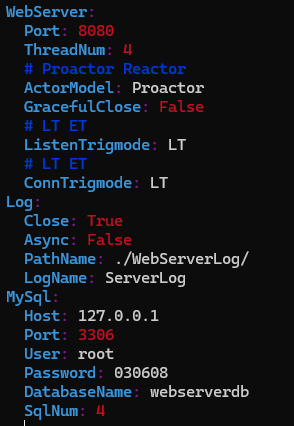 WebServer:
  Port: 8080
  ThreadNum: 4
  # Proactor Reactor
  ActorModel: Proactor
  GracefulClose: False
  # LT ET
  ListenTrigmode: LT
  # LT ET
  ConnTrigmode: LT
Log:
  Close: True
  Async: False
  PathName: ./WebServerLog/
  LogName: ServerLog
MySql:
  Host: 127.0.0.1
  Port: 3306
  User: root
  Password: 030608
  DatabaseName: webserverdb
  SqlNum: 4